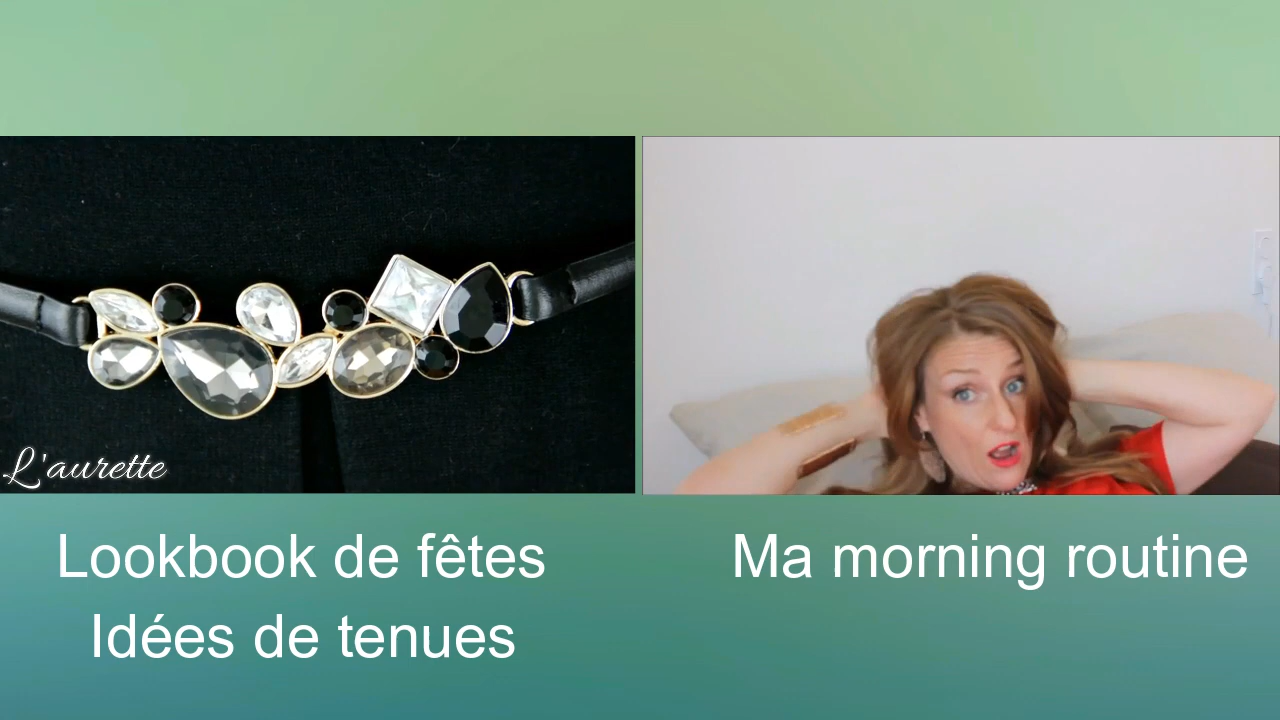 L'aurette
Lookbook de fêtes
Idées de tenues
Ma morning routine